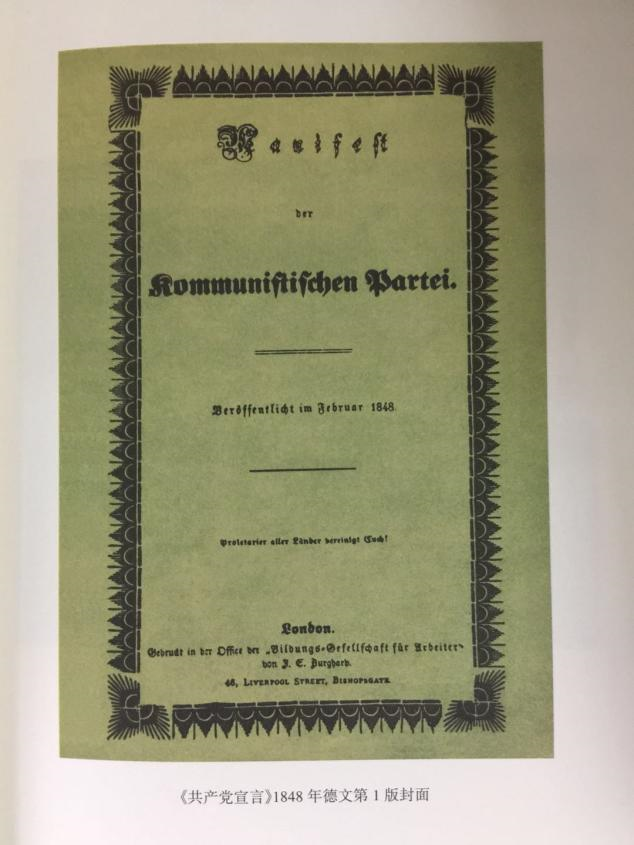 Manifest
der
Kommunistischen Partei.
Veröffentlicht im Februar 1848.
Proletarier aller Länder vereinigt Euch!
London.
Gedruckt in der Office der „Bildungs-Gesellschaft für Arbeiter"
von J. E. Burghard.
46, LIVERPOOL STREET, BISHOPSGATE.
《共产党宣言》1848 年德文第 1 版封面